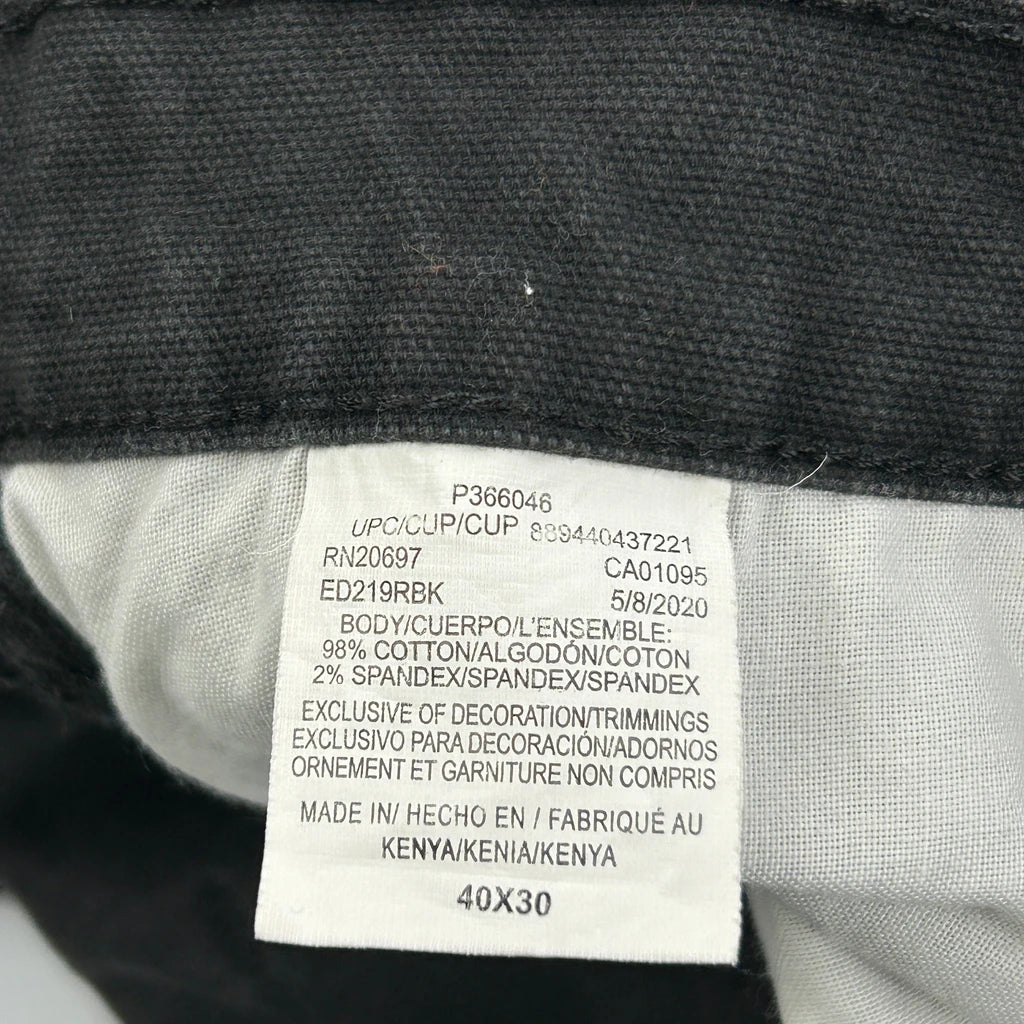 P366046
UPC/CUP/CUP 889440437221
RN20697 CA01095
ED219RBK 5/8/2020
BODY/CUERPO/L'ENSEMBLE:
98% COTTON/ALGODÓN/COTON
2% SPANDEX/SPANDEX/SPANDEX
EXCLUSIVE OF DECORATION/TRIMMINGS
EXCLUSIVO PARA DECORACIÓN/ADORNOS
ORNEMENT ET GARNITURE NON COMPRIS
MADE IN/ HECHO EN / FABRIQUÉ AU
KENYA/KENIA/KENYA
40X30